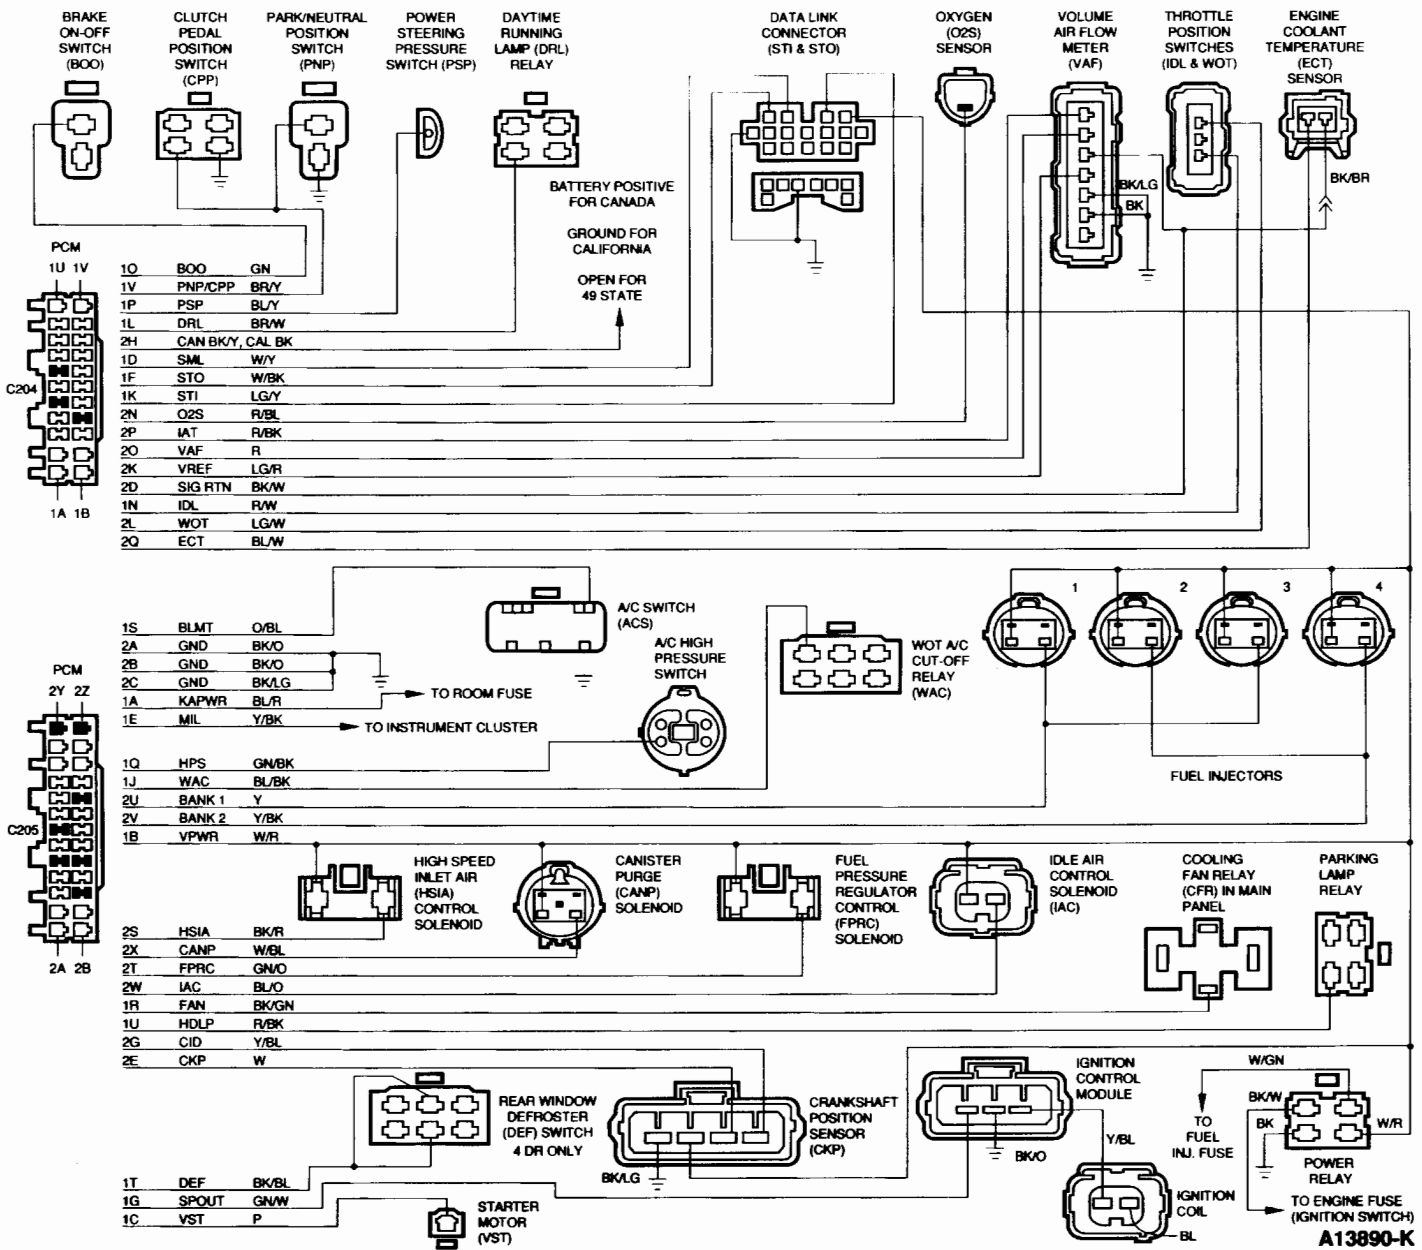 BRAKE
ON-OFF
SWITCH
(BOO)
CLUTCH
PEDAL
POSITION
SWITCH
(CPP)
PARK/NEUTRAL
POSITION
SWITCH
(PNP)
POWER
STEERING
PRESSURE
SWITCH (PSP)
DAYTIME
RUNNING
LAMP (DRL)
RELAY
DATA LINK
CONNECTOR
(STI & STO)
OXYGEN
(O2S)
SENSOR
VOLUME
AIR FLOW
METER
(VAF)
THROTTLE
POSITION
SWITCHES
(IDL & WOT)
ENGINE
COOLANT
TEMPERATURE
(ECT)
SENSOR
BATTERY POSITIVE
FOR CANADA
GROUND FOR
CALIFORNIA
OPEN FOR
49 STATE
BK/LG
BK
BK/BR
PCM
1U 1V
C204
1A 1B
1O BOO GN
1V PNP/CPP BR/Y
1P PSP BL/Y
1L DRL BR/W
2H CAN BK/Y, CAL BK
1D SML W/Y
1F STO W/BK
1K STI LG/Y
2N O2S R/BL
2P IAT R/BK
2O VAF R
2K VREF LG/R
2D SIG RTN BK/W
1N IDL R/W
2L WOT LG/W
2Q ECT BL/W
A/C SWITCH
(ACS)
A/C HIGH
PRESSURE
SWITCH
WOT A/C
CUT-OFF
RELAY
(WAC)
1 2 3 4
FUEL INJECTORS
PCM
2Y 2Z
C205
2A 2B
1S BLMT O/BL
2A GND BK/O
2B GND BK/O
2C GND BK/LG
1A KAPWR BL/R
TO ROOM FUSE
1E MIL Y/BK
TO INSTRUMENT CLUSTER
1Q HPS GN/BK
1J WAC BL/BK
2U BANK 1 Y
2V BANK 2 Y/BK
1B VPWR W/R
HIGH SPEED
INLET AIR
(HSIA)
CONTROL
SOLENOID
CANISTER
PURGE
(CANP)
SOLENOID
FUEL
PRESSURE
REGULATOR
CONTROL
(FPRC)
SOLENOID
IDLE AIR
CONTROL
SOLENOID
(IAC)
COOLING
FAN RELAY
(CFR) IN MAIN
PANEL
PARKING
LAMP
RELAY
2S HSIA BK/R
2X CANP W/BL
2T FPRC GN/O
2W IAC BL/O
1R FAN BK/GN
1U HDLP R/BK
2G CID Y/BL
2E CKP W
REAR WINDOW
DEFROSTER
(DEF) SWITCH
4 DR ONLY
CRANKSHAFT
POSITION
SENSOR
(CKP)
BK/LG
IGNITION
CONTROL
MODULE
BK/O
Y/BL
IGNITION
COIL
BL
W/GN
BK/W
BK
W/R
TO
FUEL
INJ. FUSE
POWER
RELAY
TO ENGINE FUSE
(IGNITION SWITCH)
1T DEF BK/BL
1G SPOUT GN/W
1C VST P
STARTER
MOTOR
(VST)
A13890-K